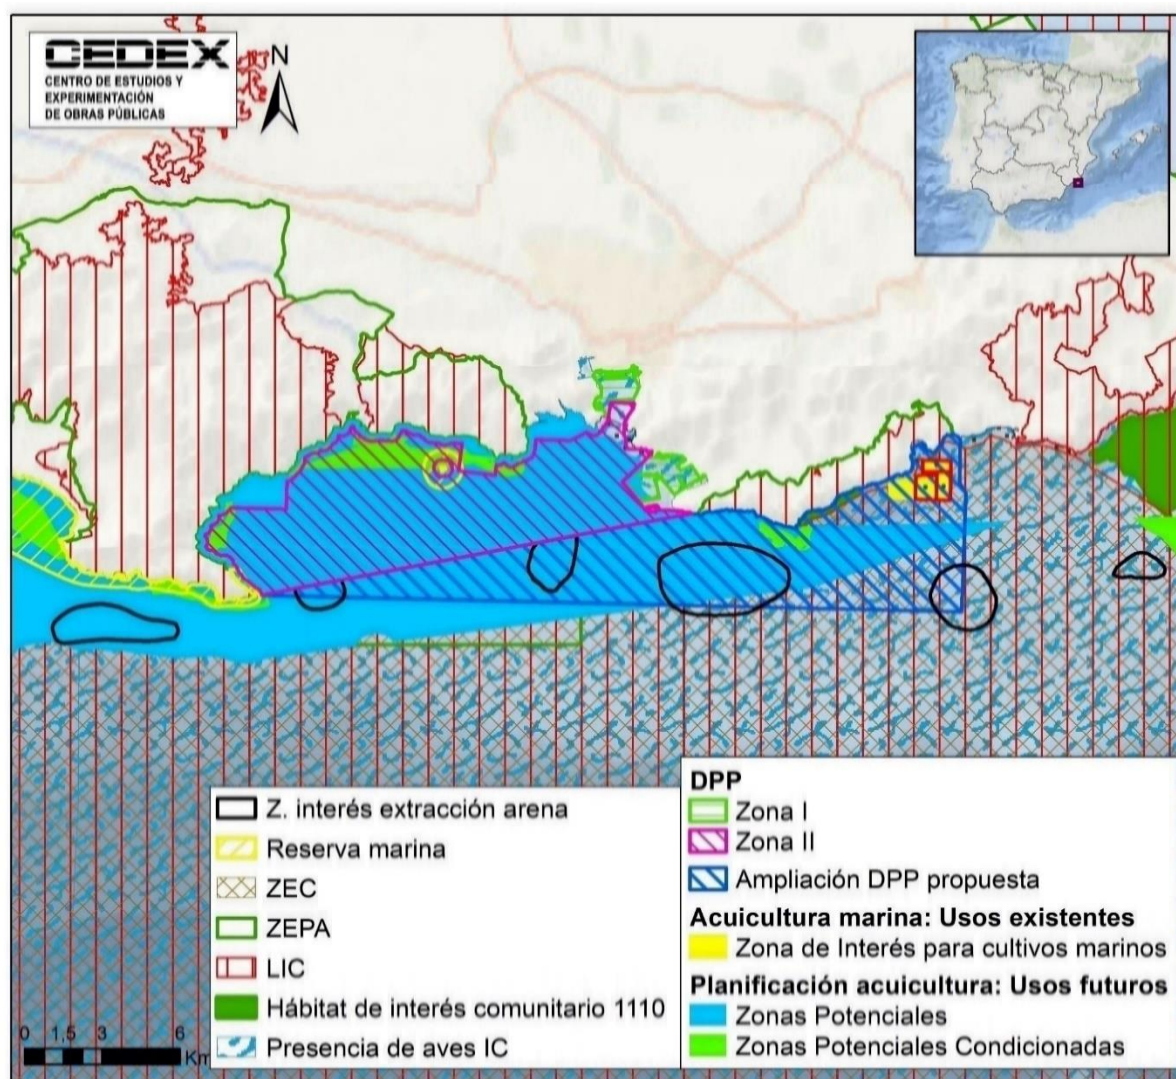 CEDEX
CENTRO DE ESTUDIOS Y
EXPERIMENTACIÓN
DE OBRAS PÚBLICAS
N
Z. interés extracción arena
Reserva marina
ZEC
ZEPA
LIC
Hábitat de interés comunitario 1110
Presencia de aves IC
0 1,5 3 6
Km
DPP
Zona I
Zona II
Ampliación DPP propuesta
Acuicultura marina: Usos existentes
Zona de Interés para cultivos marinos
Planificación acuicultura: Usos futuros
Zonas Potenciales
Zonas Potenciales Condicionadas